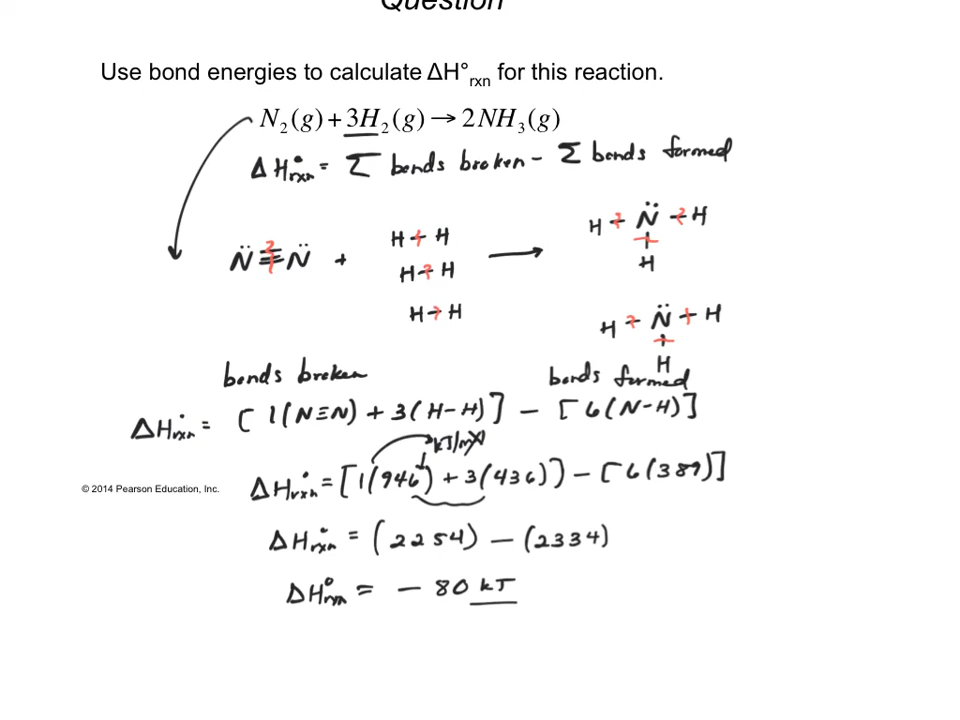 Question
Use bond energies to calculate ΔH°rxn for this reaction.
N2(g) + 3H2(g) → 2NH3(g)
ΔH°rxn = Σ bonds broken - Σ bonds formed
N̈≡N̈ + H-H → H-N̈-H
H-H H
H-H H-N̈-H
H
bonds broken bonds formed
ΔH°rxn = [1(N≡N) + 3(H-H)] - [6(N-H)]
kJ/mol
© 2014 Pearson Education, Inc. ΔH°rxn = [1(946) + 3(436)] - [6(389)]
ΔH°rxn = (2254) - (2334)
ΔH°rxn = - 80 kJ